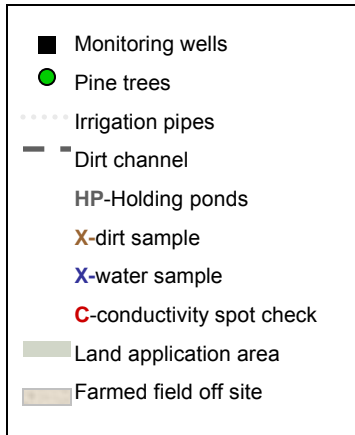 Monitoring wells
Pine trees
Irrigation pipes
Dirt channel
HP-Holding ponds
X-dirt sample
X-water sample
C-conductivity spot check
Land application area
Farmed field off site